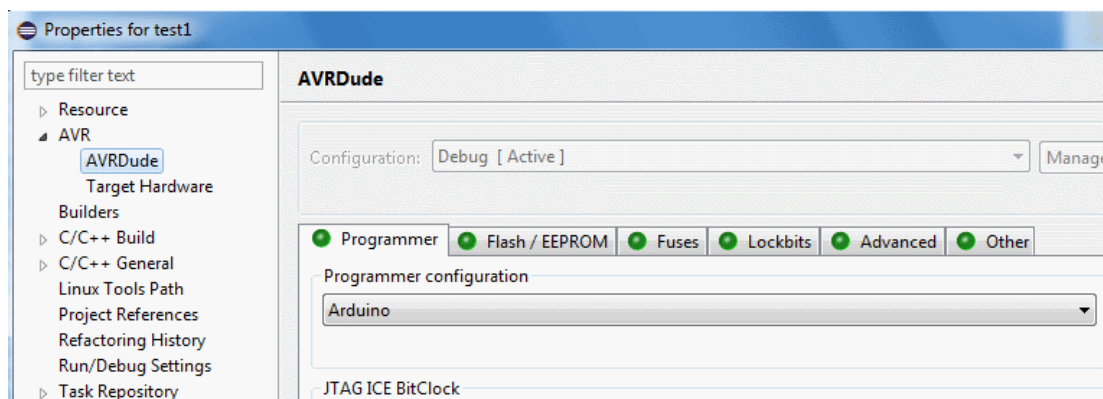 Properties for test1
type filter text
Resource
AVR
AVRDude
Target Hardware
Builders
C/C++ Build
C/C++ General
Linux Tools Path
Project References
Refactoring History
Run/Debug Settings
Task Repository
AVRDude
Configuration: Debug [ Active ] Manage
Programmer Flash / EEPROM Fuses Lockbits Advanced Other
Programmer configuration
Arduino
JTAG ICE BitClock